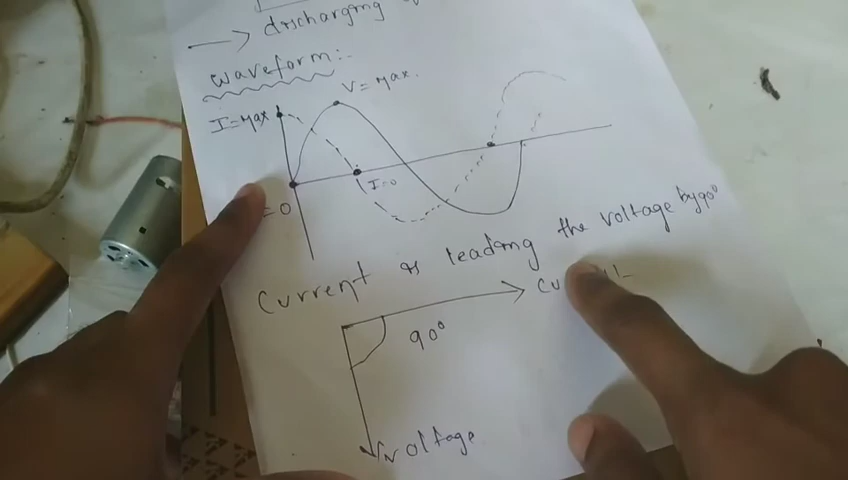 discharging
waveform:-
V = Max.
I = Max
I=0
= 0
Current is leading the voltage by 90°
90°
Voltage